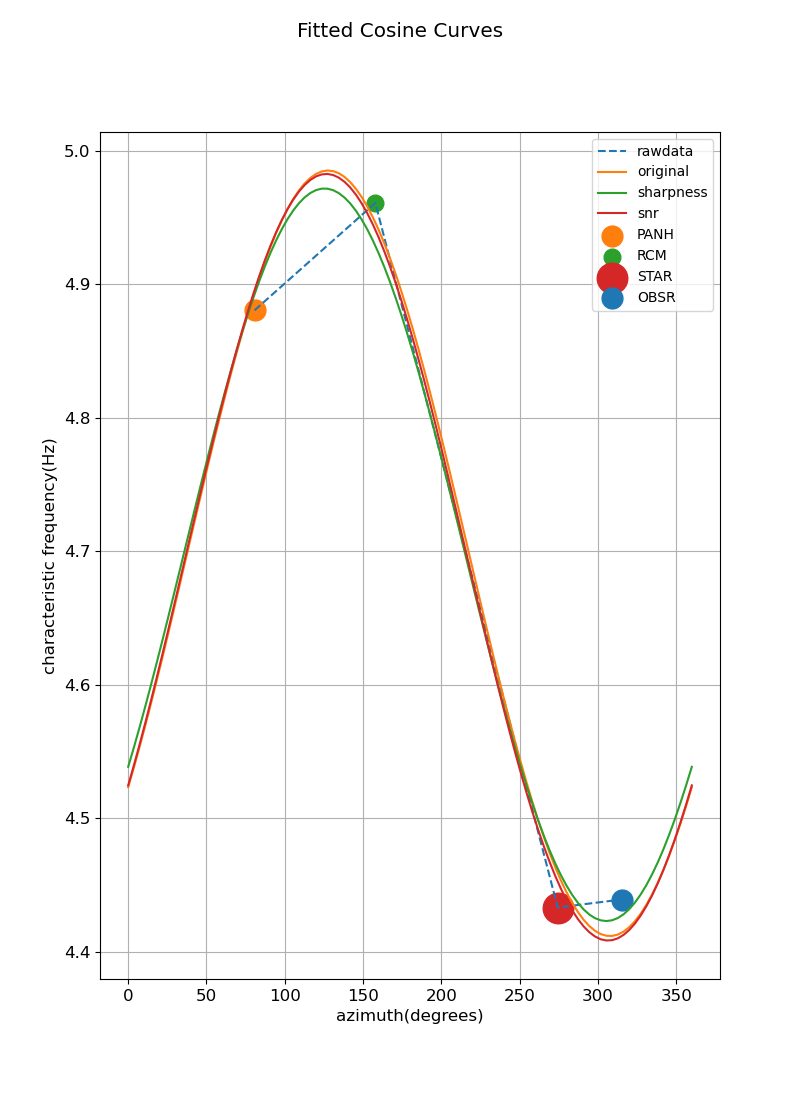 Fitted Cosine Curves
5.0
4.9
4.8
4.7
4.6
4.5
4.4
characteristic frequency(Hz)
rawdata
original
sharpness
snr
PANH
RCM
STAR
OBSR
0 50 100 150 200 250 300 350
azimuth(degrees)